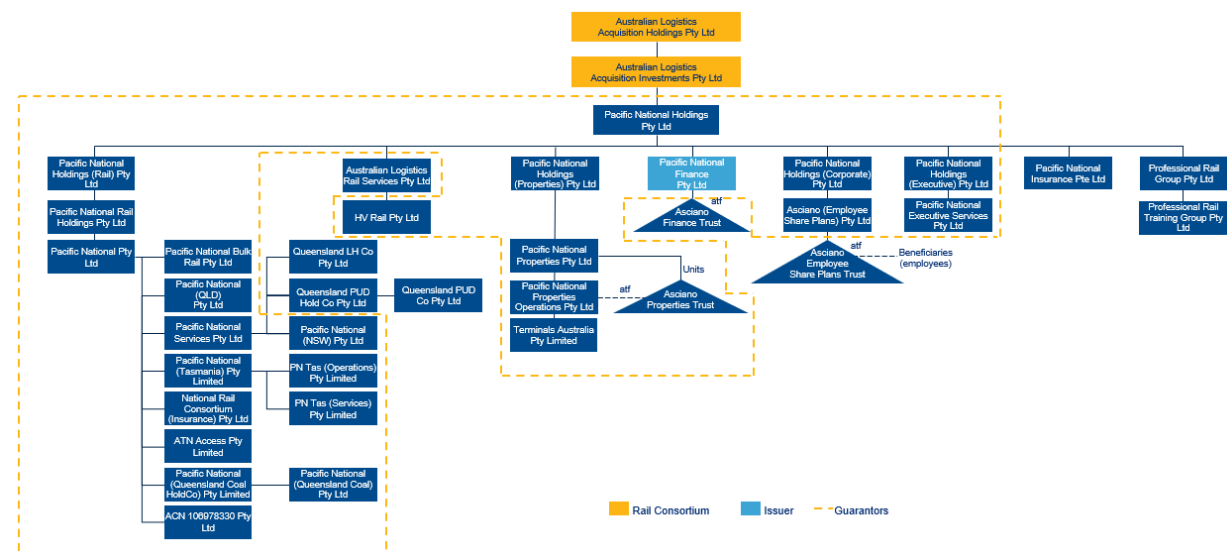 Australian Logistics
Acquisition Holdings Pty Ltd
Australian Logistics
Acquisition Investments Pty Ltd
Pacific National Holdings
Pty Ltd
Pacific National
Holdings (Rail) Pty
Ltd
Australian Logistics
Rail Services Pty Ltd
Pacific National
Holdings
(Properties) Pty Ltd
Pacific National
Finance
Pty Ltd
Pacific National
Holdings (Corporate)
Pty Ltd
Pacific National
Holdings
(Executive) Pty Ltd
Pacific National
Insurance Pte Ltd
Professional Rail
Group Pty Ltd
Pacific National Rail
Holdings Pty Ltd
HV Rail Pty Ltd
atf
Asciano
Finance Trust
Asciano (Employee
Share Plans) Pty Ltd
Pacific National
Executive Services
Pty Ltd
Professional Rail
Training Group Pty
Ltd
Pacific National Pty
Ltd
Pacific National Bulk
Rail Pty Ltd
Queensland LH Co
Pty Ltd
Pacific National
Properties Pty Ltd
atf
Asciano
Employee
Share Plans Trust
Beneficiaries
(employees)
Pacific National
(QLD)
Pty Ltd
Queensland PUD
Hold Co Pty Ltd
Queensland PUD
Co Pty Ltd
Units
Pacific National
Properties
Operations Pty Ltd
atf
Asciano
Properties Trust
Pacific National
Services Pty Ltd
Pacific National
(NSW) Pty Ltd
Terminals Australia
Pty Limited
Pacific National
(Tasmania) Pty
Limited
PN Tas (Operations)
Pty Limited
National Rail
Consortium
(Insurance) Pty Ltd
PN Tas (Services)
Pty Limited
ATN Access Pty
Limited
Pacific National
(Queensland Coal
HoldCo) Pty Limited
Pacific National
(Queensland Coal)
Pty Ltd
ACN 106978330 Pty
Ltd
Rail Consortium
Issuer
Guarantors